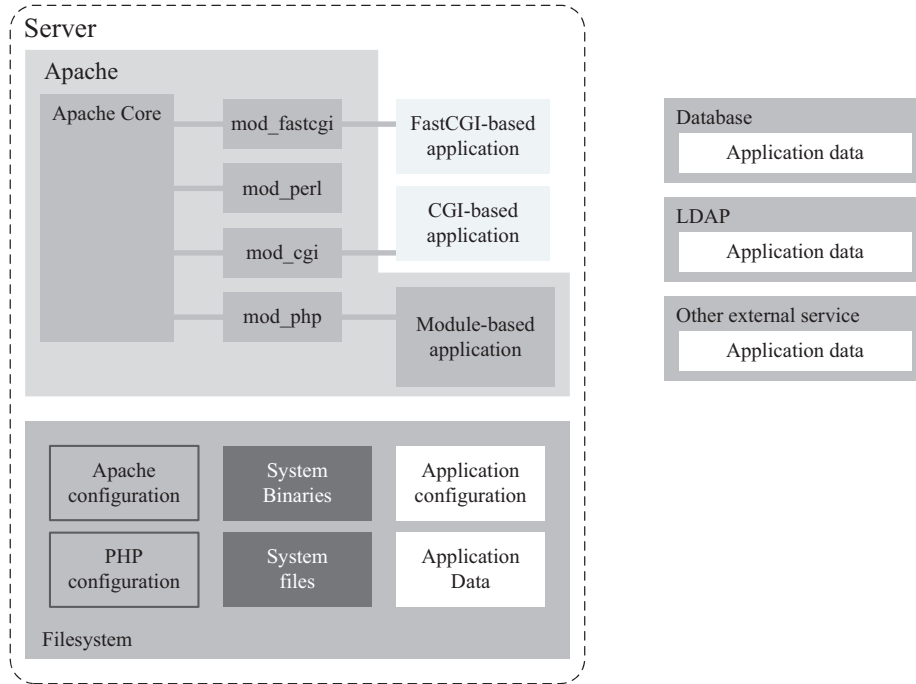 Server
Apache
Apache Core
mod_fastcgi
mod_perl
mod_cgi
mod_php
FastCGI-based
application
CGI-based
application
Module-based
application
Database
Application data
LDAP
Application data
Other external service
Application data
Apache
configuration
System
Binaries
Application
configuration
PHP
configuration
System
files
Application
Data
Filesystem